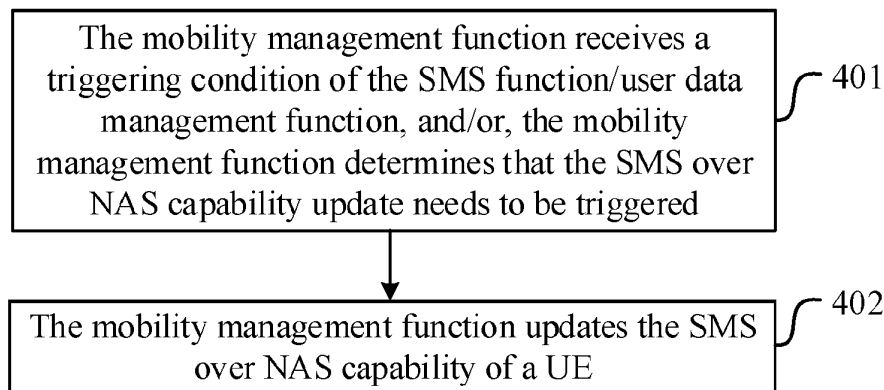 The mobility management function receives a
triggering condition of the SMS function/user data
management function, and/or, the mobility
management function determines that the SMS over
NAS capability update needs to be triggered
401
The mobility management function updates the SMS
over NAS capability of a UE
402